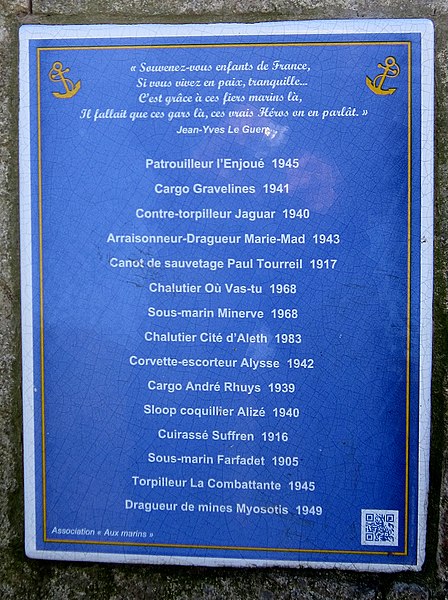 « Souvenez-vous enfants de France,
Si vous vivez en paix, tranquille...
C'est grâce à ces fiers marins là,
Il fallait que ces gars là, ces vrais Héros on en parlât. »
Jean-Yves Le Guen
Patrouilleur l'Enjoué 1945
Cargo Gravelines 1941
Contre-torpilleur Jaguar 1940
Arraisonneur-Dragueur Marie-Mad 1943
Canot de sauvetage Paul Tourreil 1917
Chalutier Où Vas-tu 1968
Sous-marin Minerve 1968
Chalutier Cité d'Aleth 1983
Corvette-escorteur Alysse 1942
Cargo André Rhuys 1939
Sloop coquillier Alizé 1940
Cuirassé Suffren 1916
Sous-marin Farfadet 1905
Torpilleur La Combattante 1945
Dragueur de mines Myosotis 1949
Association « Aux marins »